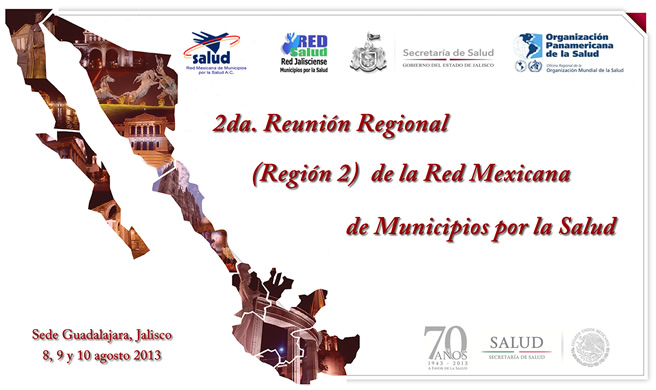 salud
Red Mexicana de Municipios
por la Salud A.C.
RED
Salud
Red Jalisciense
Municipios por la Salud
Secretaría de Salud
GOBIERNO DEL ESTADO DE JALISCO
Organización
Panamericana
de la Salud
Oficina Regional de la
Organización Mundial de la Salud
2da. Reunión Regional
(Región 2) de la Red Mexicana
de Municipios por la Salud
Sede Guadalajara, Jalisco
8, 9 y 10 agosto 2013
70
AÑOS
1943 - 2013
A FAVOR DE LA SALUD
SALUD
SECRETARÍA DE SALUD